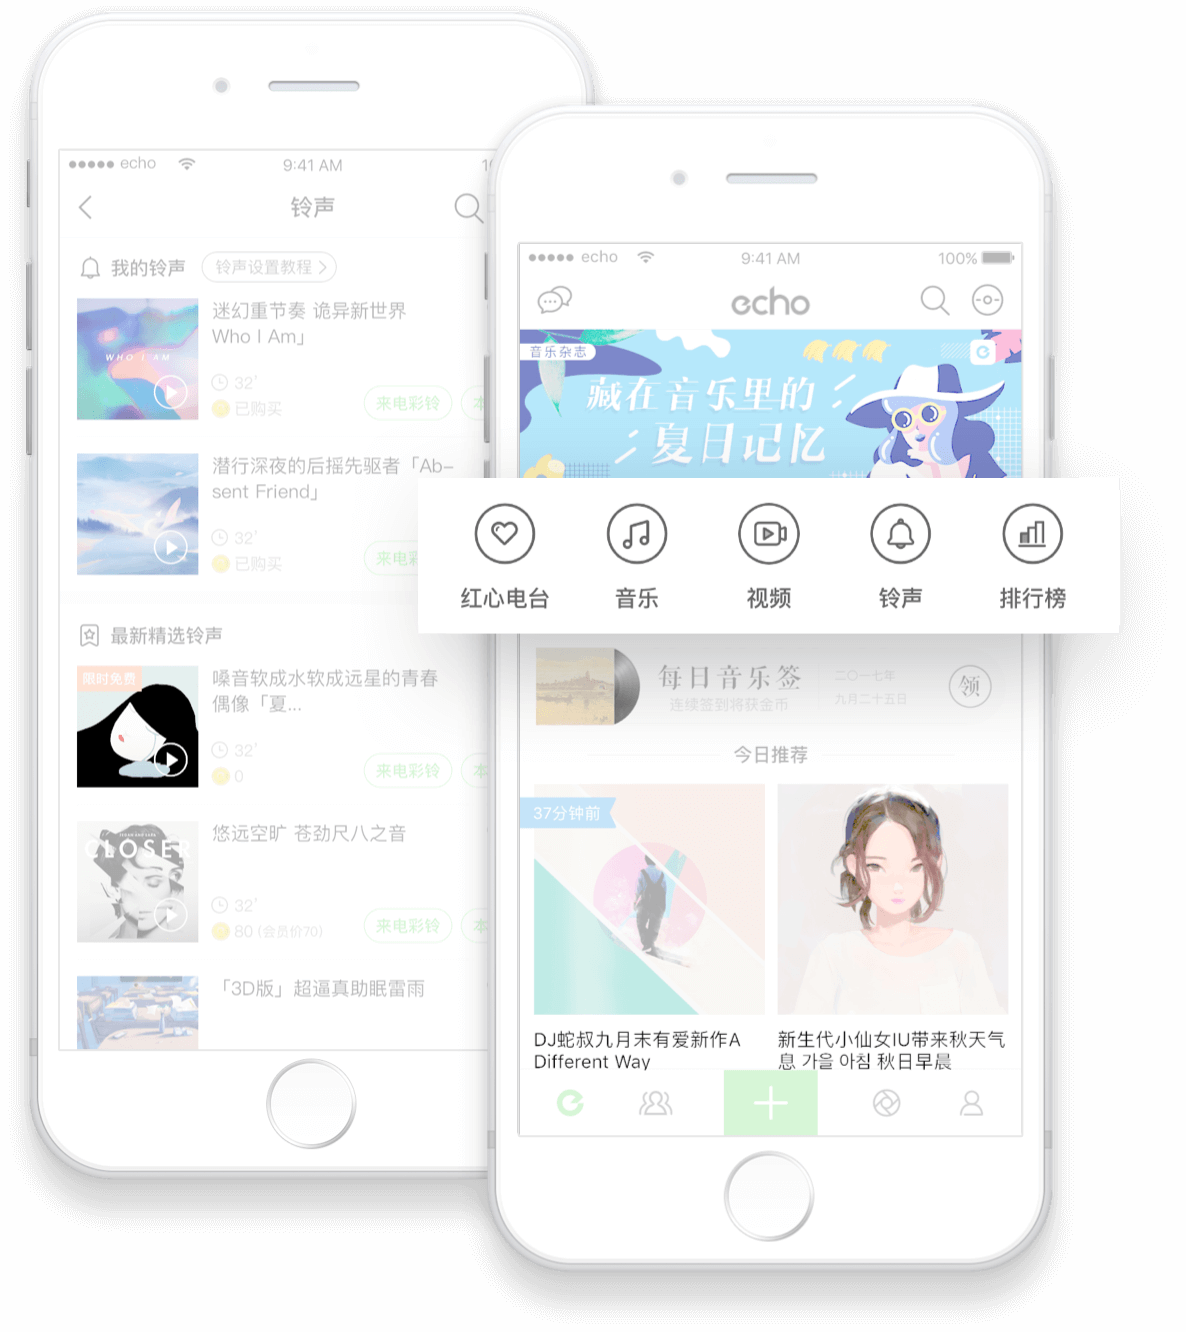 echo
9:41 AM
铃声
我的铃声
铃声设置教程
迷幻重节奏 诡异新世界
Who I Am」
WHO I AM
32'
已购买
来电彩铃
本
潜行深夜的后摇先驱者「Ab-
sent Friend」
32'
已购买
来电彩
最新精选铃声
限时免费
嗓音软成水软成远星的青春
偶像「夏...
32'
0
来电彩铃
本
悠远空旷 苍劲尺八之音
CLOSER
32'
80 (会员价70)
来电彩铃
本
「3D版」超逼真助眠雷雨
echo
9:41 AM
100%
echo
音乐杂志
藏在音乐里的
夏日记忆
红心电台
音乐
视频
铃声
排行榜
每日音乐签
连续签到将获金币
二〇一七年
九月二十五日
领
今日推荐
37分钟前
DJ蛇叔九月末有爱新作A
Different Way
新生代小仙女IU带来秋天气
息 가을 아침 秋日早晨